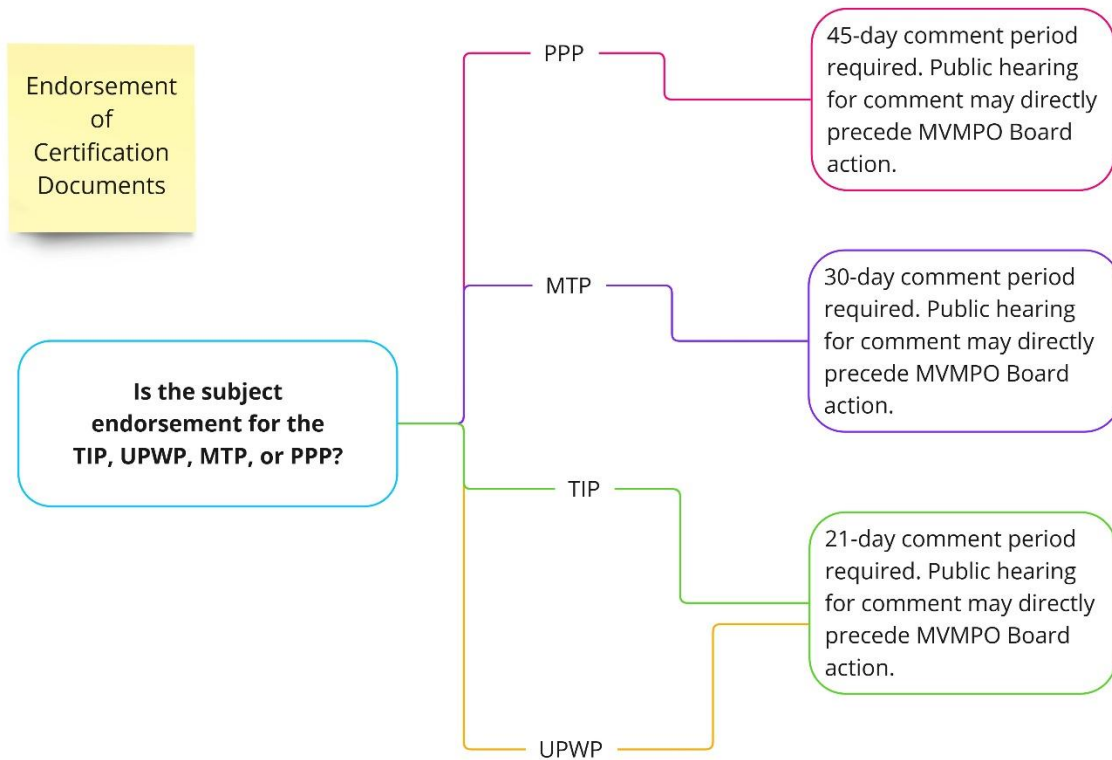 Endorsement
of
Certification
Documents
Is the subject
endorsement for the
TIP, UPWP, MTP, or PPP?
PPP
45-day comment period
required. Public hearing
for comment may directly
precede MVMPO Board
action.
MTP
30-day comment period
required. Public hearing
for comment may directly
precede MVMPO Board
action.
TIP
21-day comment period
required. Public hearing
for comment may directly
precede MVMPO Board
action.
UPWP